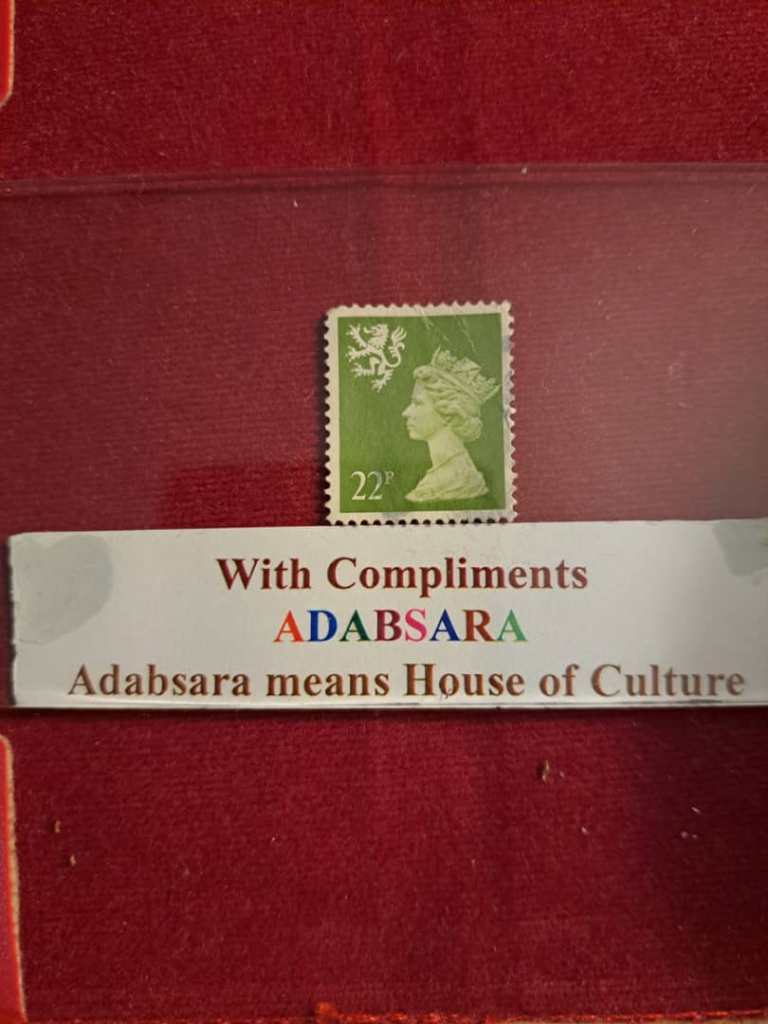 22P
With Compliments
ADABSARA
Adabsara means House of Culture